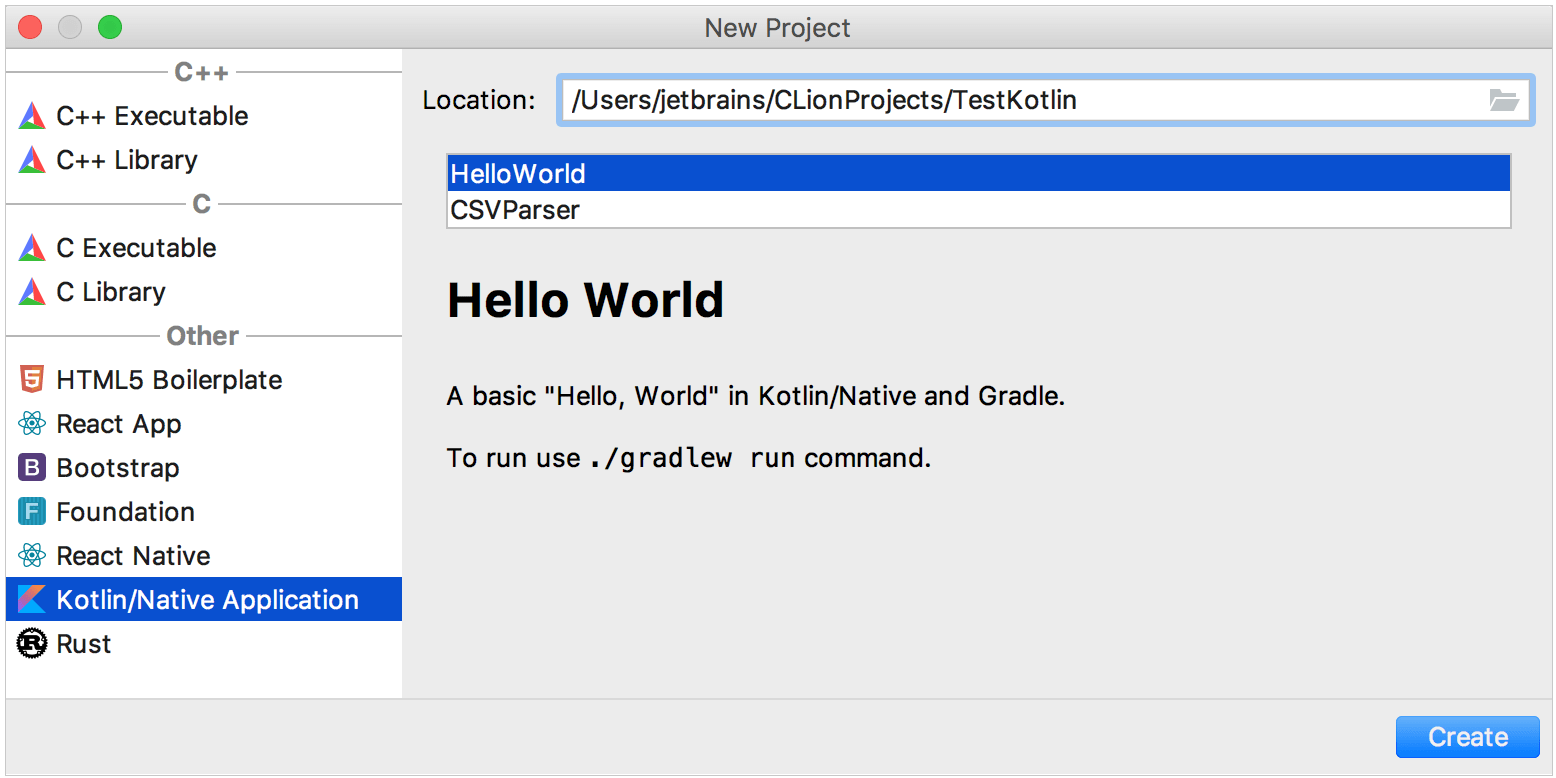 New Project
C++
C++ Executable
C++ Library
C
C Executable
C Library
Other
HTML5 Boilerplate
React App
Bootstrap
Foundation
React Native
Kotlin/Native Application
Rust
Location: /Users/jetbrains/CLionProjects/TestKotlin
HelloWorld
CSVParser
Hello World
A basic "Hello, World" in Kotlin/Native and Gradle.
To run use ./gradlew run command.
Create